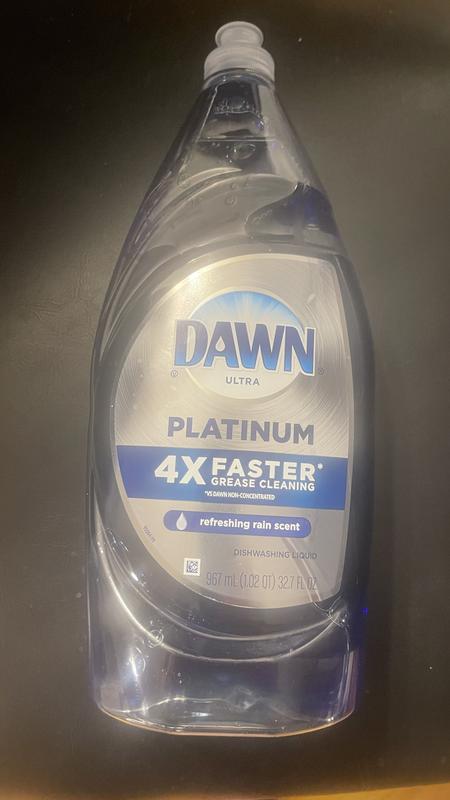 DAWN
ULTRA
PLATINUM
4X FASTER*
GREASE CLEANING
*VS DAWN NON-CONCENTRATED
refreshing rain scent
DISHWASHING LIQUID
967 mL (1.02 QT) 32.7 FL OZ